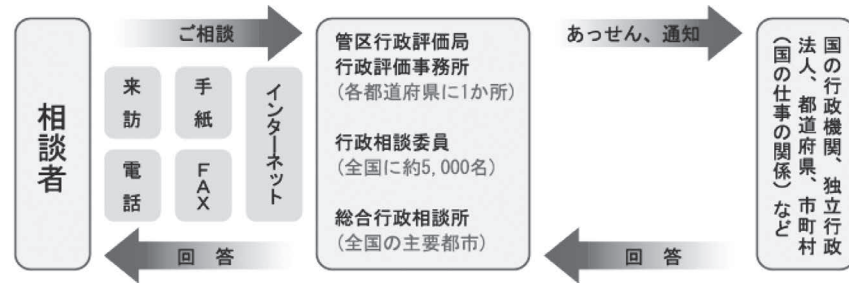 相談者
ご相談
来訪
手紙
電話
FAX
インターネット
回答
管区行政評価局
行政評価事務所
(各都道府県に1か所)
行政相談委員
(全国に約5,000名)
総合行政相談所
(全国の主要都市)
あっせん、通知
回答
国の行政機関、独立行政
法人、都道府県、市町村
(国の仕事の関係)など